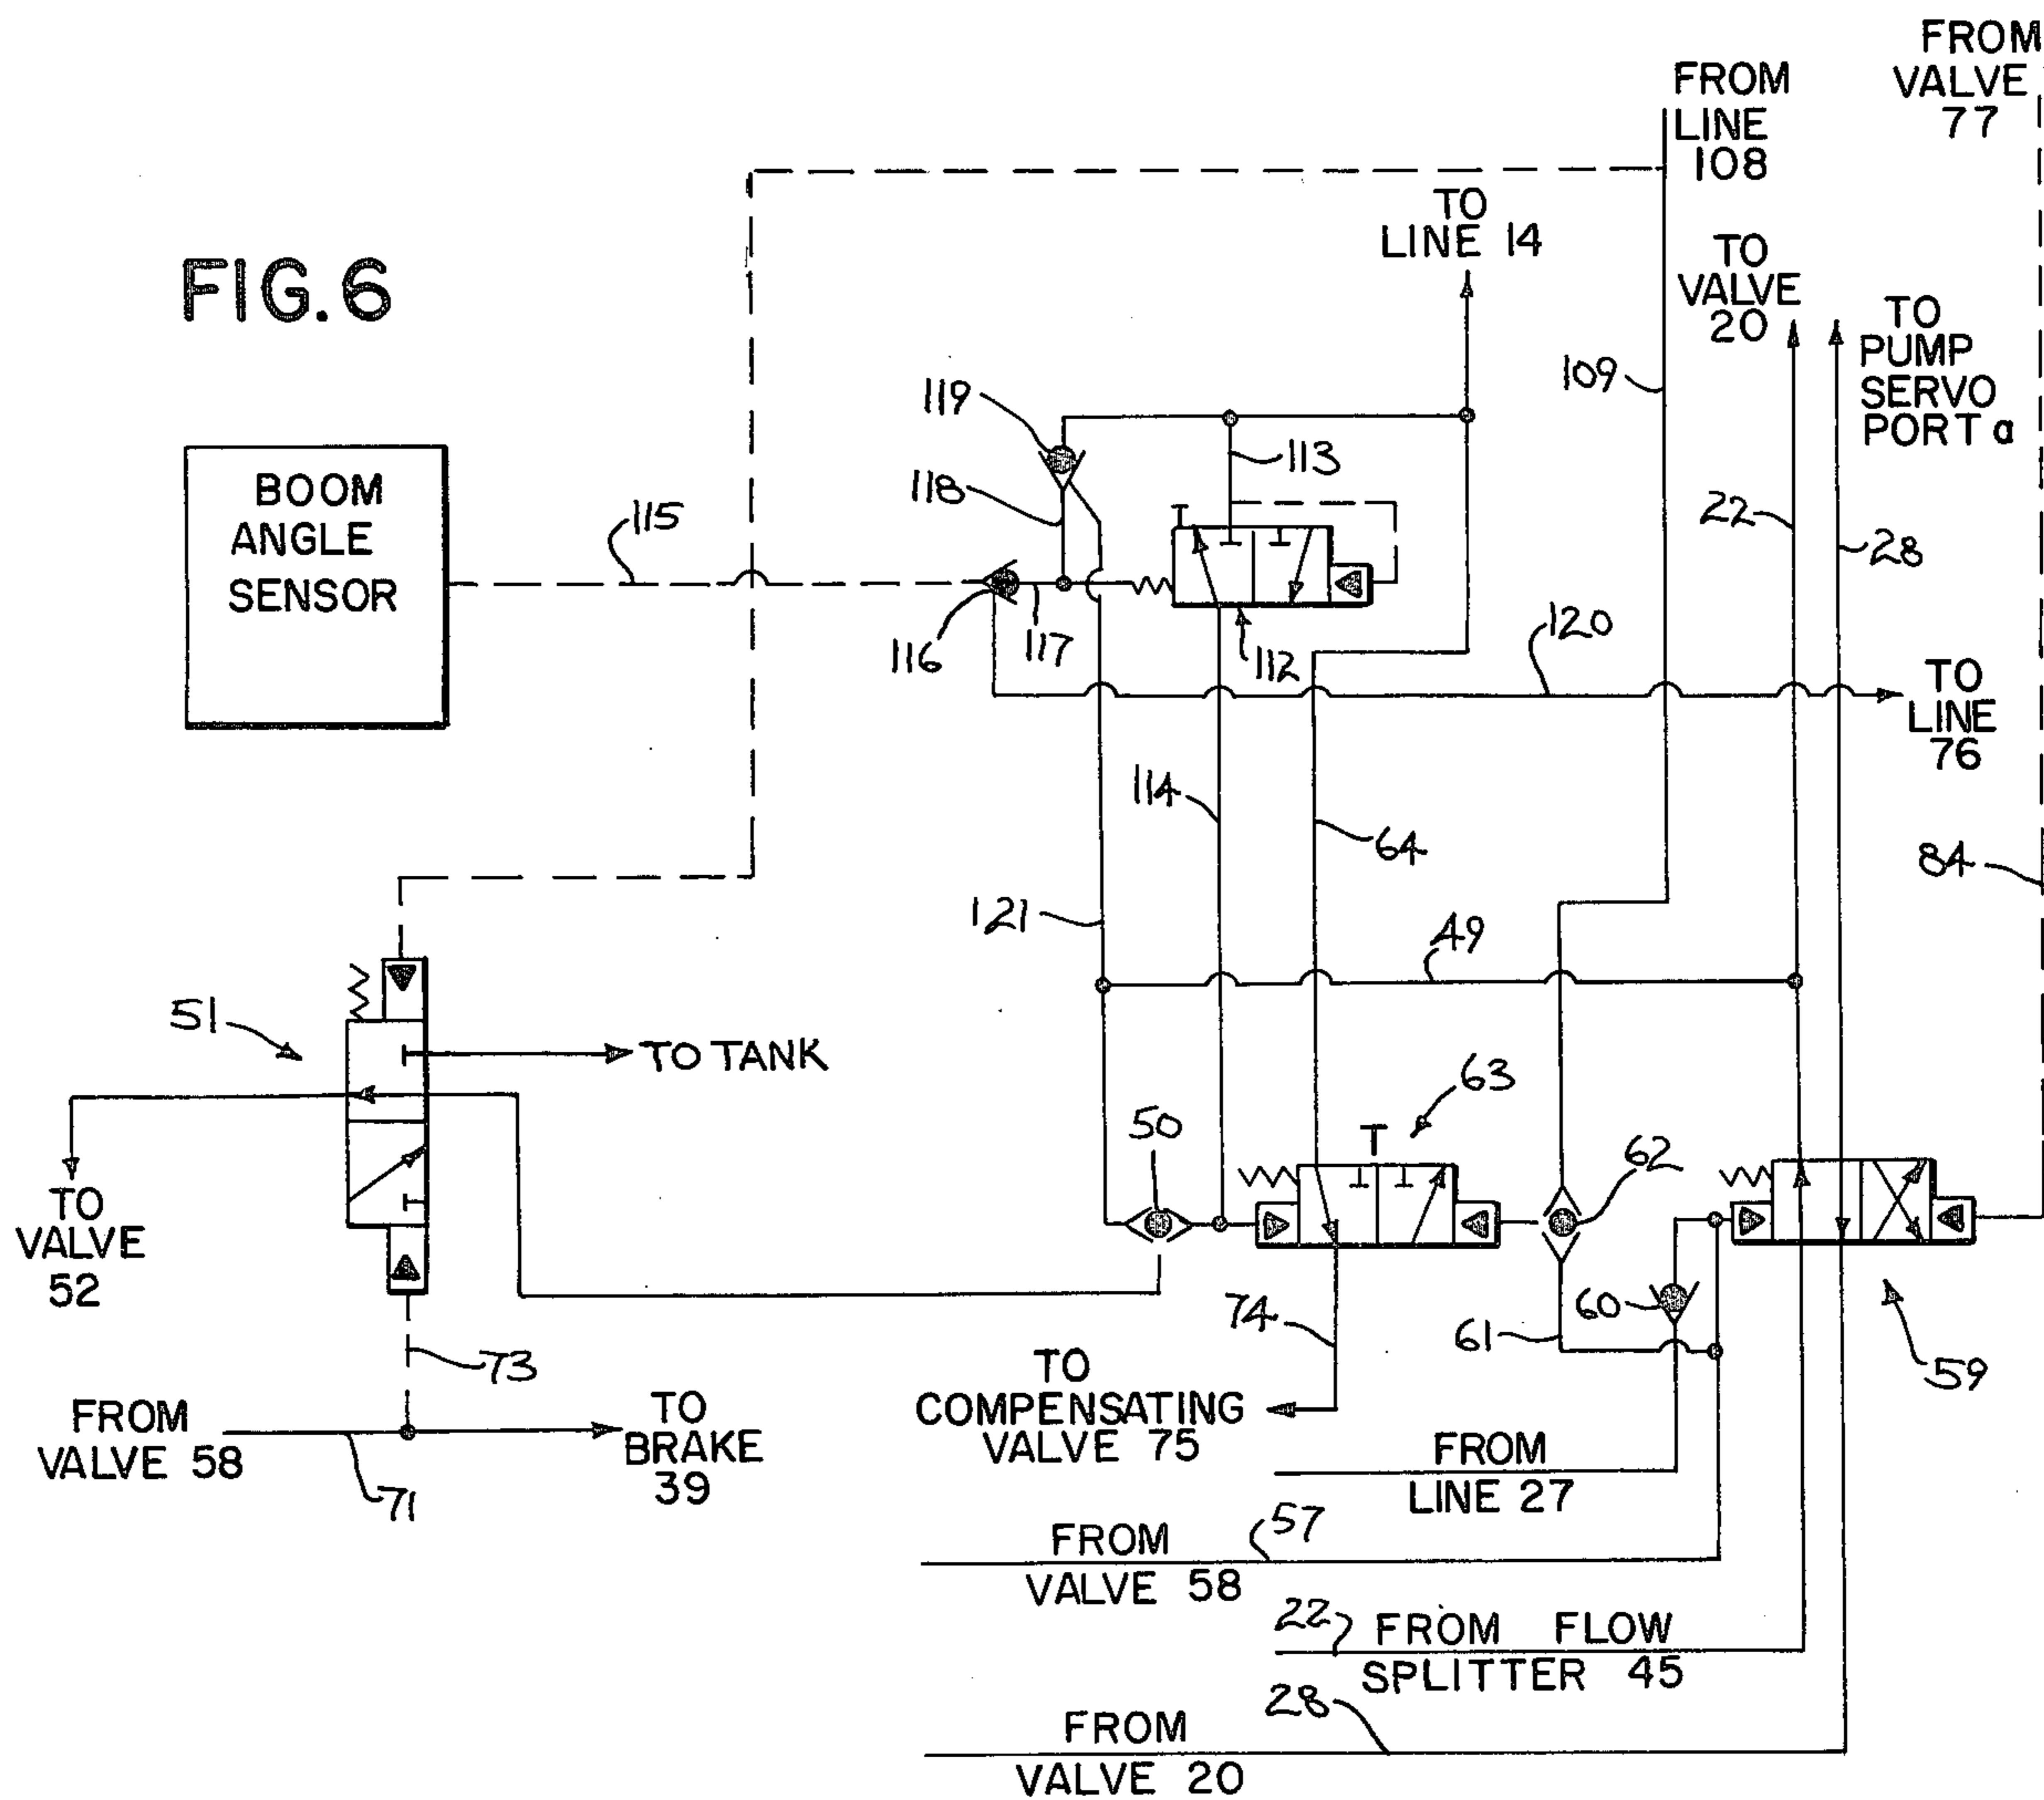 FROM
VALVE
77
FROM
LINE
108
TO
LINE 14
TO
VALVE
20
TO
PUMP
SERVO
PORT a
FIG. 6
109
119
113
118
22
28
BOOM
ANGLE
SENSOR
115
116
117
112
120
TO
LINE
76
114
64
84
121
49
51
TO TANK
63
50
T
62
TO
VALVE
52
74
60
61
59
73
TO
COMPENSATING
VALVE 75
FROM
VALVE 58
TO
BRAKE
39
71
FROM
LINE 27
57
FROM
VALVE 58
22
FROM FLOW
SPLITTER 45
28
FROM
VALVE 20